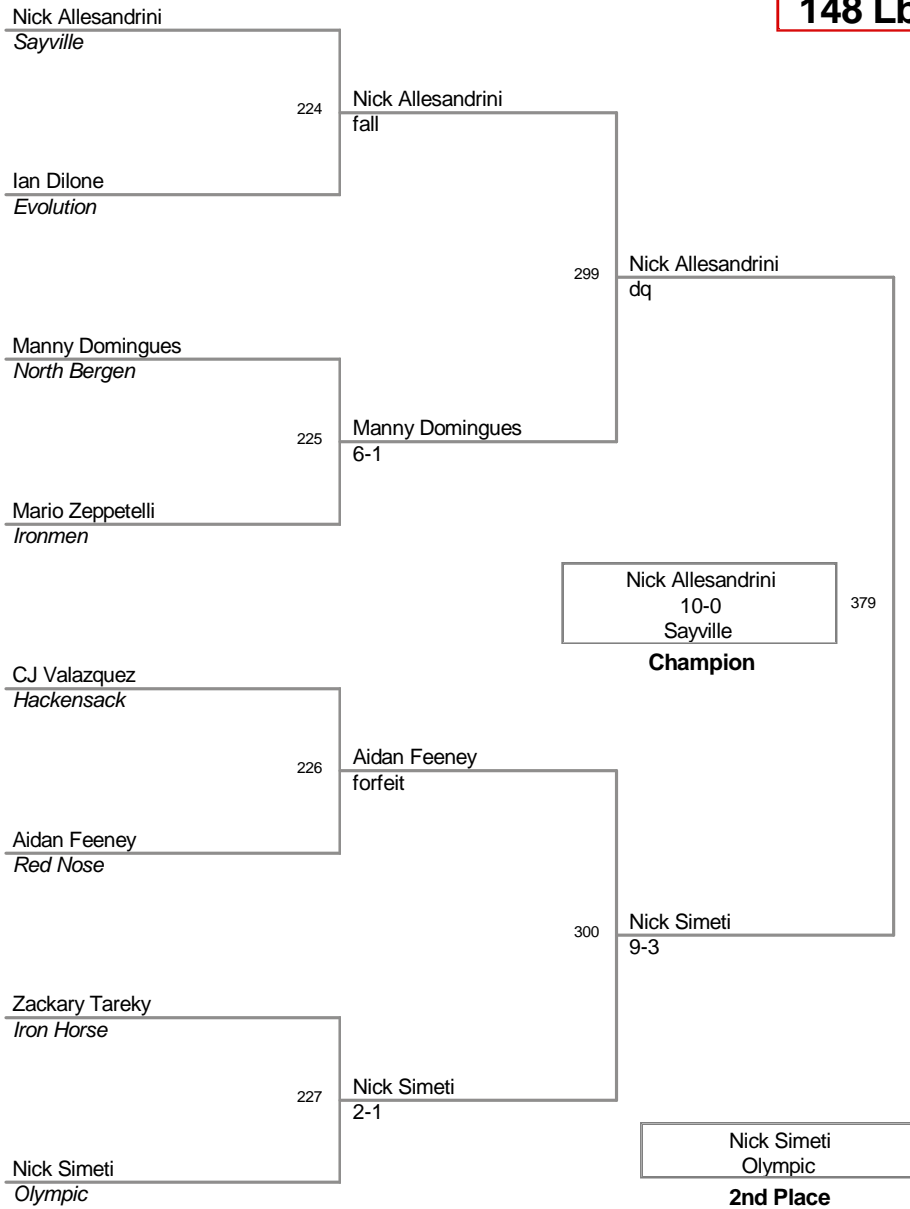 148 Lb
Nick Allesandrini
Sayville
224
Nick Allesandrini
fall
Ian Dilone
Evolution
299
Nick Allesandrini
dq
Manny Domingues
North Bergen
225
Manny Domingues
6-1
Mario Zeppetelli
Ironmen
Nick Allesandrini
10-0
Sayville
379
Champion
CJ Valazquez
Hackensack
226
Aidan Feeney
forfeit
Aidan Feeney
Red Nose
300
Nick Simeti
9-3
Zackary Tareky
Iron Horse
227
Nick Simeti
2-1
Nick Simeti
Olympic
Nick Simeti
Olympic
2nd Place